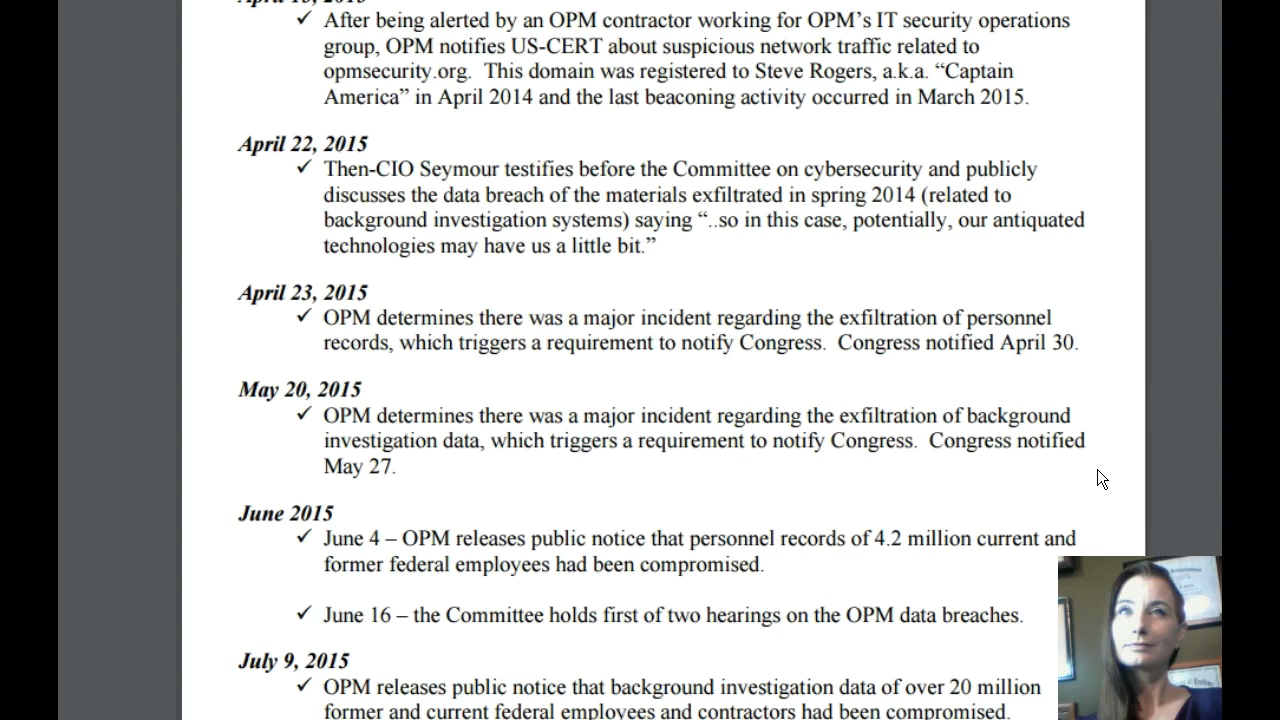 April 15, 2015
✓ After being alerted by an OPM contractor working for OPM’s IT security operations
group, OPM notifies US-CERT about suspicious network traffic related to
opmsecurity.org. This domain was registered to Steve Rogers, a.k.a. “Captain
America” in April 2014 and the last beaconing activity occurred in March 2015.
April 22, 2015
✓ Then-CIO Seymour testifies before the Committee on cybersecurity and publicly
discusses the data breach of the materials exfiltrated in spring 2014 (related to
background investigation systems) saying “..so in this case, potentially, our antiquated
technologies may have us a little bit.”
April 23, 2015
✓ OPM determines there was a major incident regarding the exfiltration of personnel
records, which triggers a requirement to notify Congress. Congress notified April 30.
May 20, 2015
✓ OPM determines there was a major incident regarding the exfiltration of background
investigation data, which triggers a requirement to notify Congress. Congress notified
May 27.
June 2015
✓ June 4 – OPM releases public notice that personnel records of 4.2 million current and
former federal employees had been compromised.
✓ June 16 – the Committee holds first of two hearings on the OPM data breaches.
July 9, 2015
✓ OPM releases public notice that background investigation data of over 20 million
former and current federal employees and contractors had been compromised.